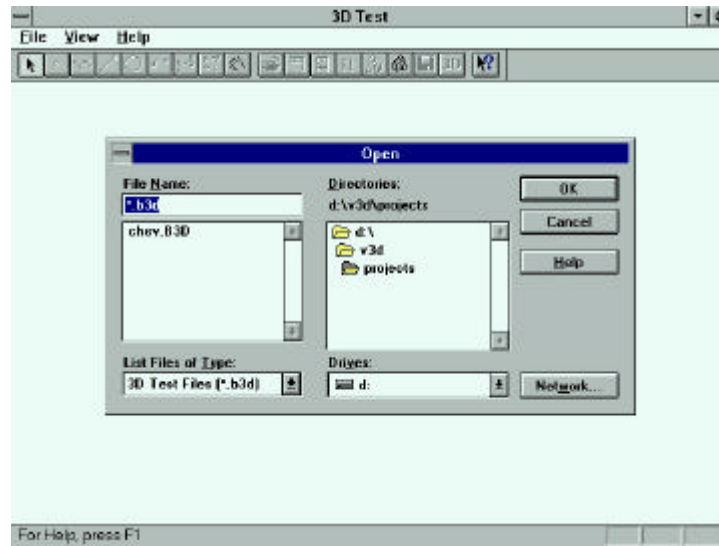 3D Test
File View Help
3D
Open
File Name:
*.b3d
chev.B3D
List Files of Type:
3D Test Files (*.b3d)
Directories:
d:\v3d\projects
d:\
v3d
projects
Drives:
d:
OK
Cancel
Help
Network...
For Help, press F1